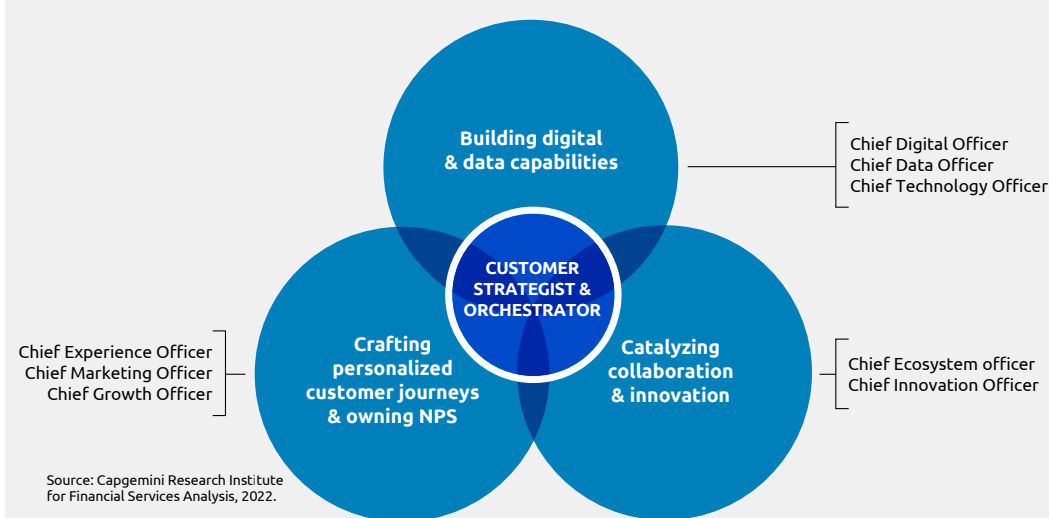 Building digital
& data capabilities
Chief Digital Officer
Chief Data Officer
Chief Technology Officer
CUSTOMER
STRATEGIST &
ORCHESTRATOR
Chief Experience Officer
Chief Marketing Officer
Chief Growth Officer
Crafting
personalized
customer journeys
& owning NPS
Catalyzing
collaboration
& innovation
Chief Ecosystem officer
Chief Innovation Officer
Source: Capgemini Research Institute
for Financial Services Analysis, 2022.